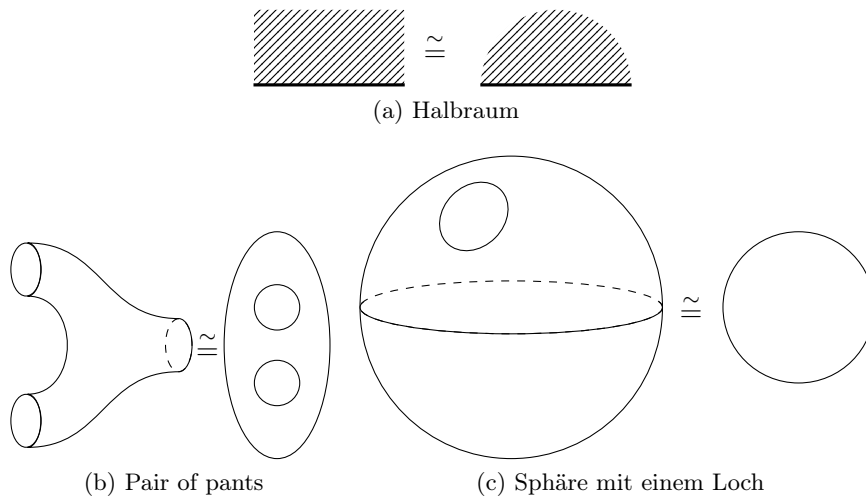 ≅
(a) Halbraum
≅
≅
(b) Pair of pants
(c) Sphäre mit einem Loch